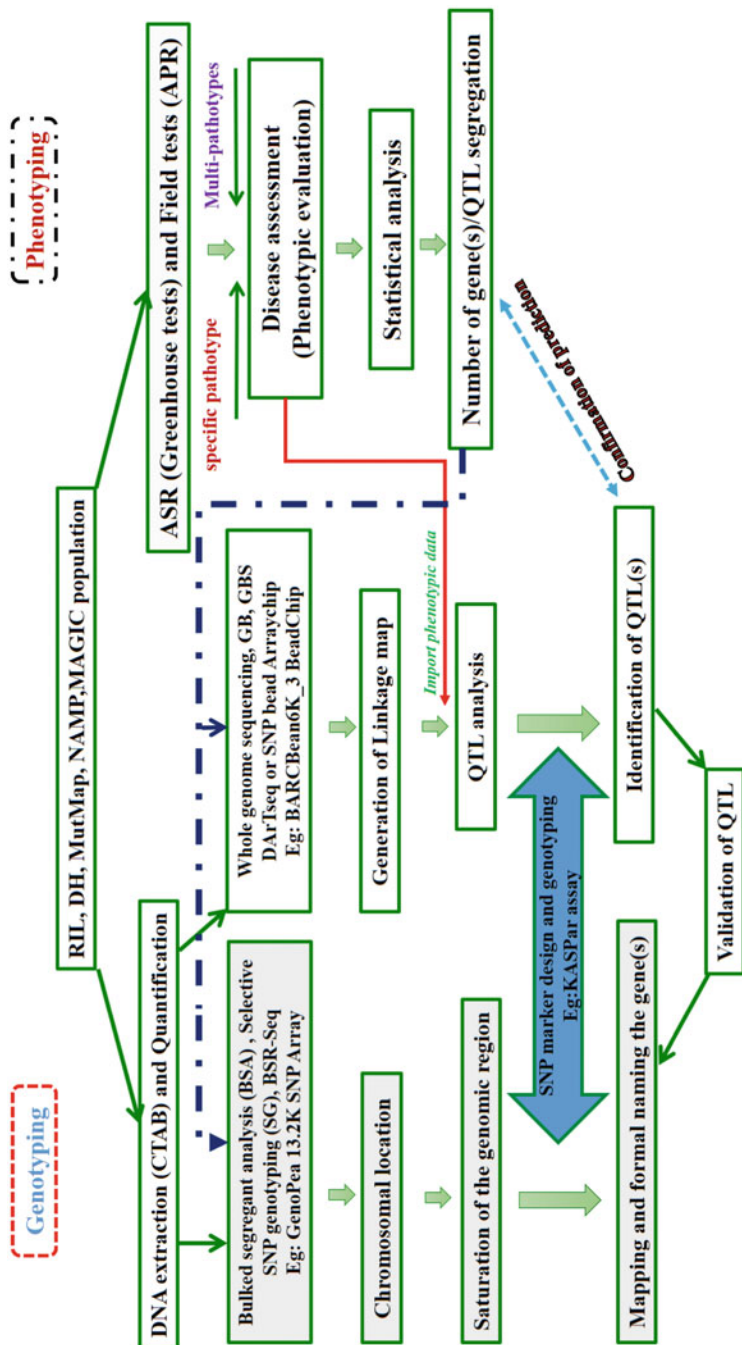 Genotyping
Phenotyping
RIL, DH, MutMap, NAMP,MAGIC population
DNA extraction (CTAB) and Quantification
ASR (Greenhouse tests) and Field tests (APR)
specific pathotype
Multi-pathotypes
Bulked segregant analysis (BSA) , Selective
SNP genotyping (SG), BSR-Seq
Eg: GenoPea 13.2K SNP Array
Whole genome sequencing, GB, GBS
DArTseq or SNP bead Arraychip
Eg: BARCBean6K_3 BeadChip
Disease assessment
(Phenotypic evaluation)
Chromosomal location
Generation of Linkage map
Statistical analysis
Import phenotypic data
Saturation of the genomic region
QTL analysis
Number of gene(s)/QTL segregation
SNP marker design and genotyping
Eg:KASPar assay
Confirmation of prediction
Mapping and formal naming the gene(s)
Identification of QTL(s)
Validation of QTL